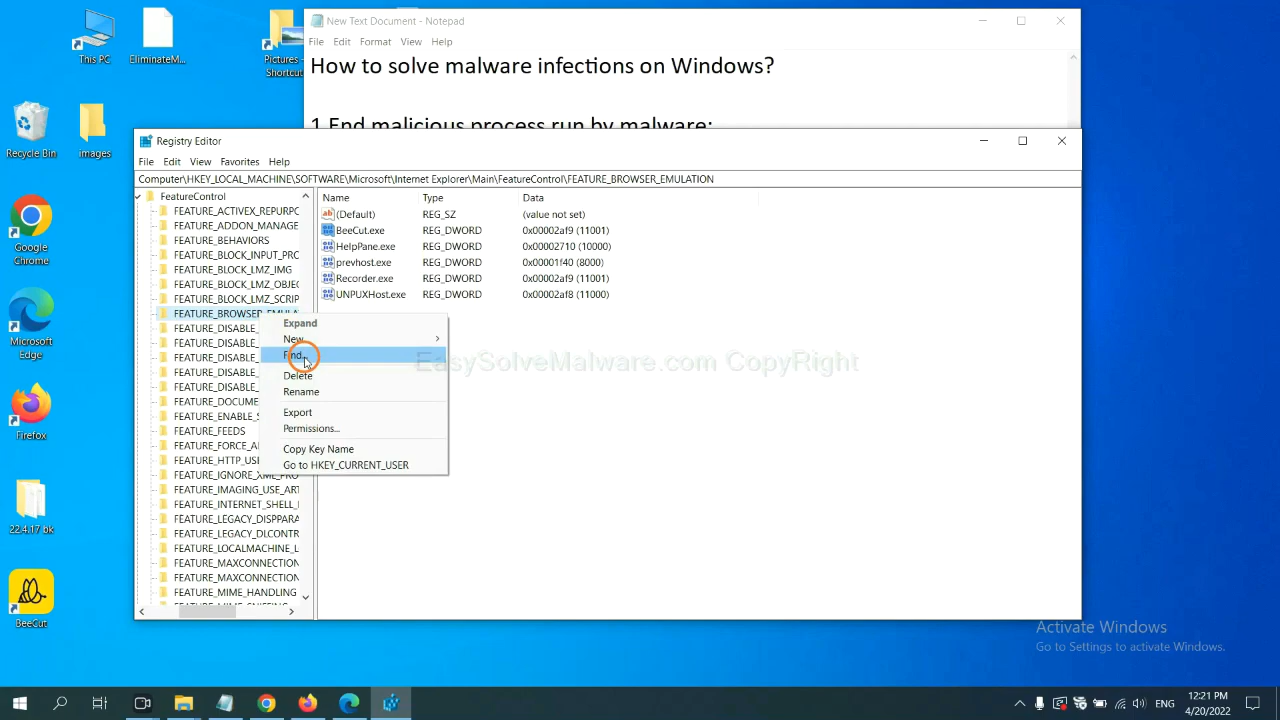 New Text Document - Notepad
File Edit Format View Help
How to solve malware infections on Windows?
1 End malicious process run by malware:
This PC
EliminateM...
Pictures - Shortcut
Recycle Bin
images
Google Chrome
Microsoft Edge
Firefox
22.4.17 bk
BeeCut
Registry Editor
File Edit View Favorites Help
Computer\HKEY_LOCAL_MACHINE\SOFTWARE\Microsoft\Internet Explorer\Main\FeatureControl\FEATURE_BROWSER_EMULATION
FeatureControl
FEATURE_ACTIVEX_REPURPO
FEATURE_ADDON_MANAGE
FEATURE_BEHAVIORS
FEATURE_BLOCK_INPUT_PRO
FEATURE_BLOCK_LMZ_IMG
FEATURE_BLOCK_LMZ_OBJEC
FEATURE_BLOCK_LMZ_SCRIP
FEATURE_BROWSER_EMULA
FEATURE_DISABLE_
FEATURE_DISABLE_
FEATURE_DISABLE_
FEATURE_DISABLE_
FEATURE_DISABLE_
FEATURE_DOCUME
FEATURE_ENABLE_S
FEATURE_FEEDS
FEATURE_FORCE_A
FEATURE_HTTP_USE
FEATURE_IGNORE_XML_PRO
FEATURE_IMAGING_USE_ART
FEATURE_INTERNET_SHELL_
FEATURE_LEGACY_DISPPARA
FEATURE_LEGACY_DLCONTR
FEATURE_LOCALMACHINE_L
FEATURE_MAXCONNECTION
FEATURE_MAXCONNECTION
FEATURE_MIME_HANDLING
FEATURE_MIME_SNIFFING
Name Type Data
(Default) REG_SZ (value not set)
BeeCut.exe REG_DWORD 0x00002af9 (11001)
HelpPane.exe REG_DWORD 0x00002710 (10000)
prevhost.exe REG_DWORD 0x00001f40 (8000)
Recorder.exe REG_DWORD 0x00002af9 (11001)
UNPUXHost.exe REG_DWORD 0x00002af8 (11000)
Expand
New
Find...
Delete
Rename
Export
Permissions...
Copy Key Name
Go to HKEY_CURRENT_USER
EasySolveMalware.com CopyRight
Activate Windows
Go to Settings to activate Windows.
ENG
12:21 PM
4/20/2022